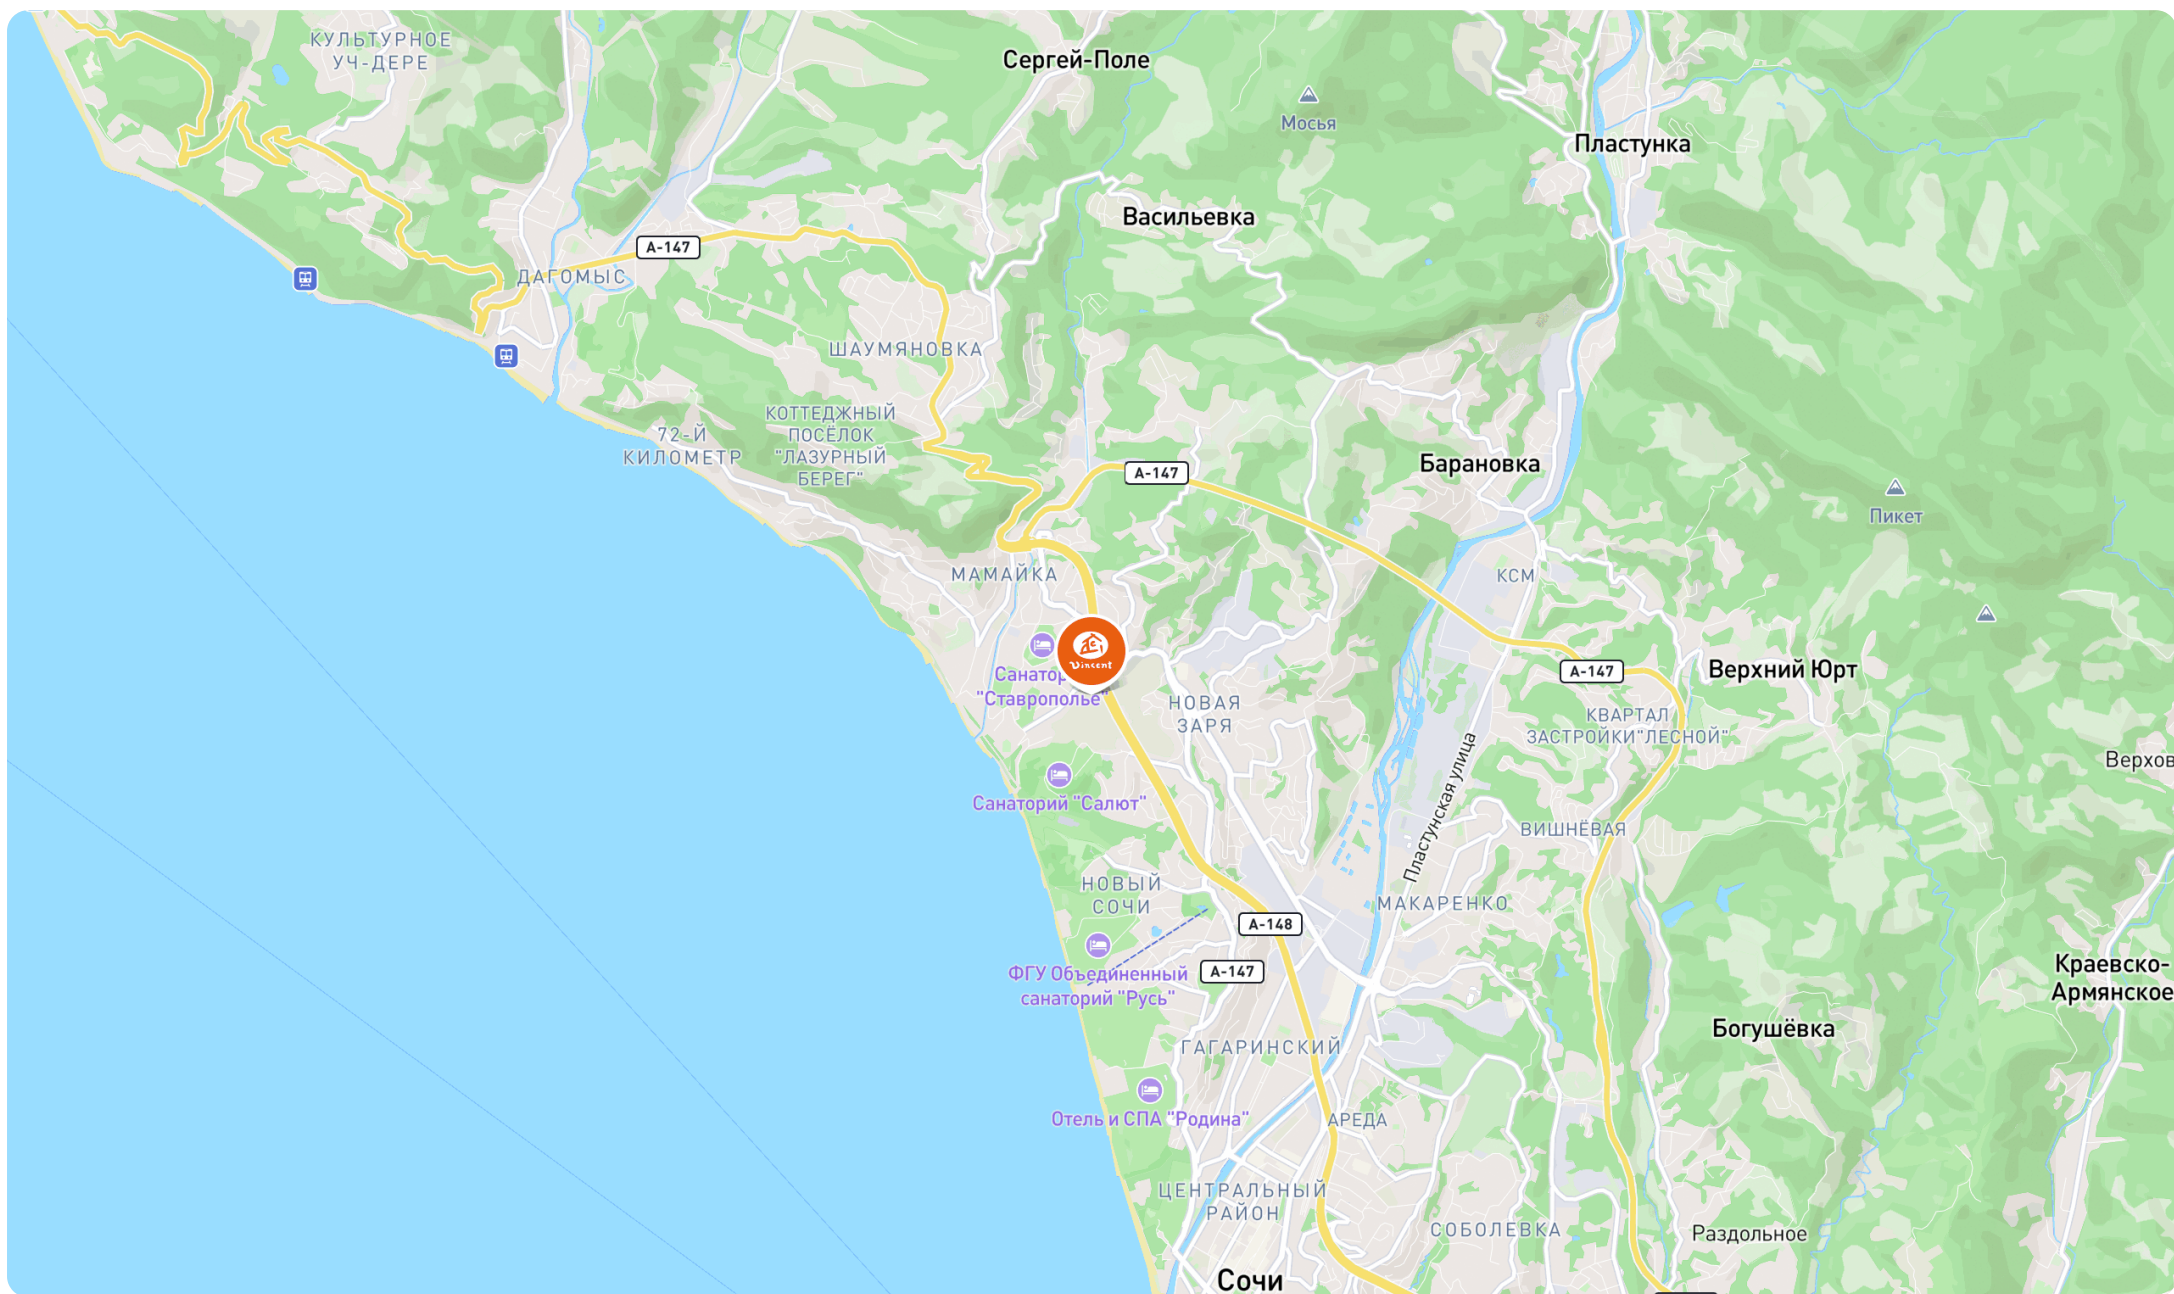 КУЛЬТУРНОЕ
УЧ-ДЕРЕ
Сергей-Поле
Мосья
Пластунка
Васильевка
А-147
ДАГОМЫС
ШАУМЯНОВКА
КОТТЕДЖНЫЙ
ПОСЁЛОК
"ЛАЗУРНЫЙ
БЕРЕГ"
72-Й
КИЛОМЕТР
А-147
Барановка
Пикет
МАМАЙКА
КСМ
Vincent
Санатор
"Ставрополье"
А-147
Верхний Юрт
НОВАЯ
ЗАРЯ
КВАРТАЛ
ЗАСТРОЙКИ"ЛЕСНОЙ"
Пластунская улица
Верхов
Санаторий "Салют"
ВИШНЁВАЯ
НОВЫЙ
СОЧИ
МАКАРЕНКО
А-148
А-147
ФГУ Объединенный
санаторий "Русь"
Краевско-
Армянское
Богушёвка
ГАГАРИНСКИЙ
Отель и СПА "Родина"
АРЕДА
ЦЕНТРАЛЬНЫЙ
РАЙОН
СОБОЛЕВКА
Раздольное
Сочи